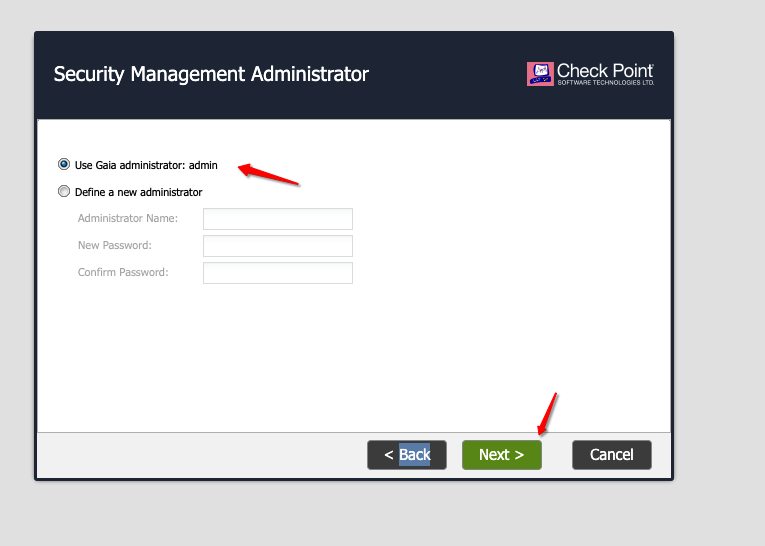 Security Management Administrator
Check Point
SOFTWARE TECHNOLOGIES LTD.
Use Gaia administrator: admin
Define a new administrator
Administrator Name:
New Password:
Confirm Password:
< Back Next > Cancel